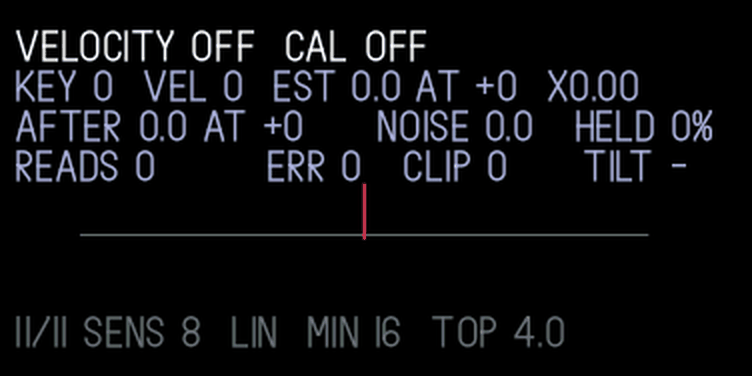 VELOCITY OFF CAL OFF
KEY 0 VEL 0 EST 0.0 AT +0 X0.00
AFTER 0.0 AT +0 NOISE 0.0 HELD 0%
READS 0 ERR 0 CLIP 0 TILT -
11/11 SENS 8 LIN MIN 16 TOP 4.0